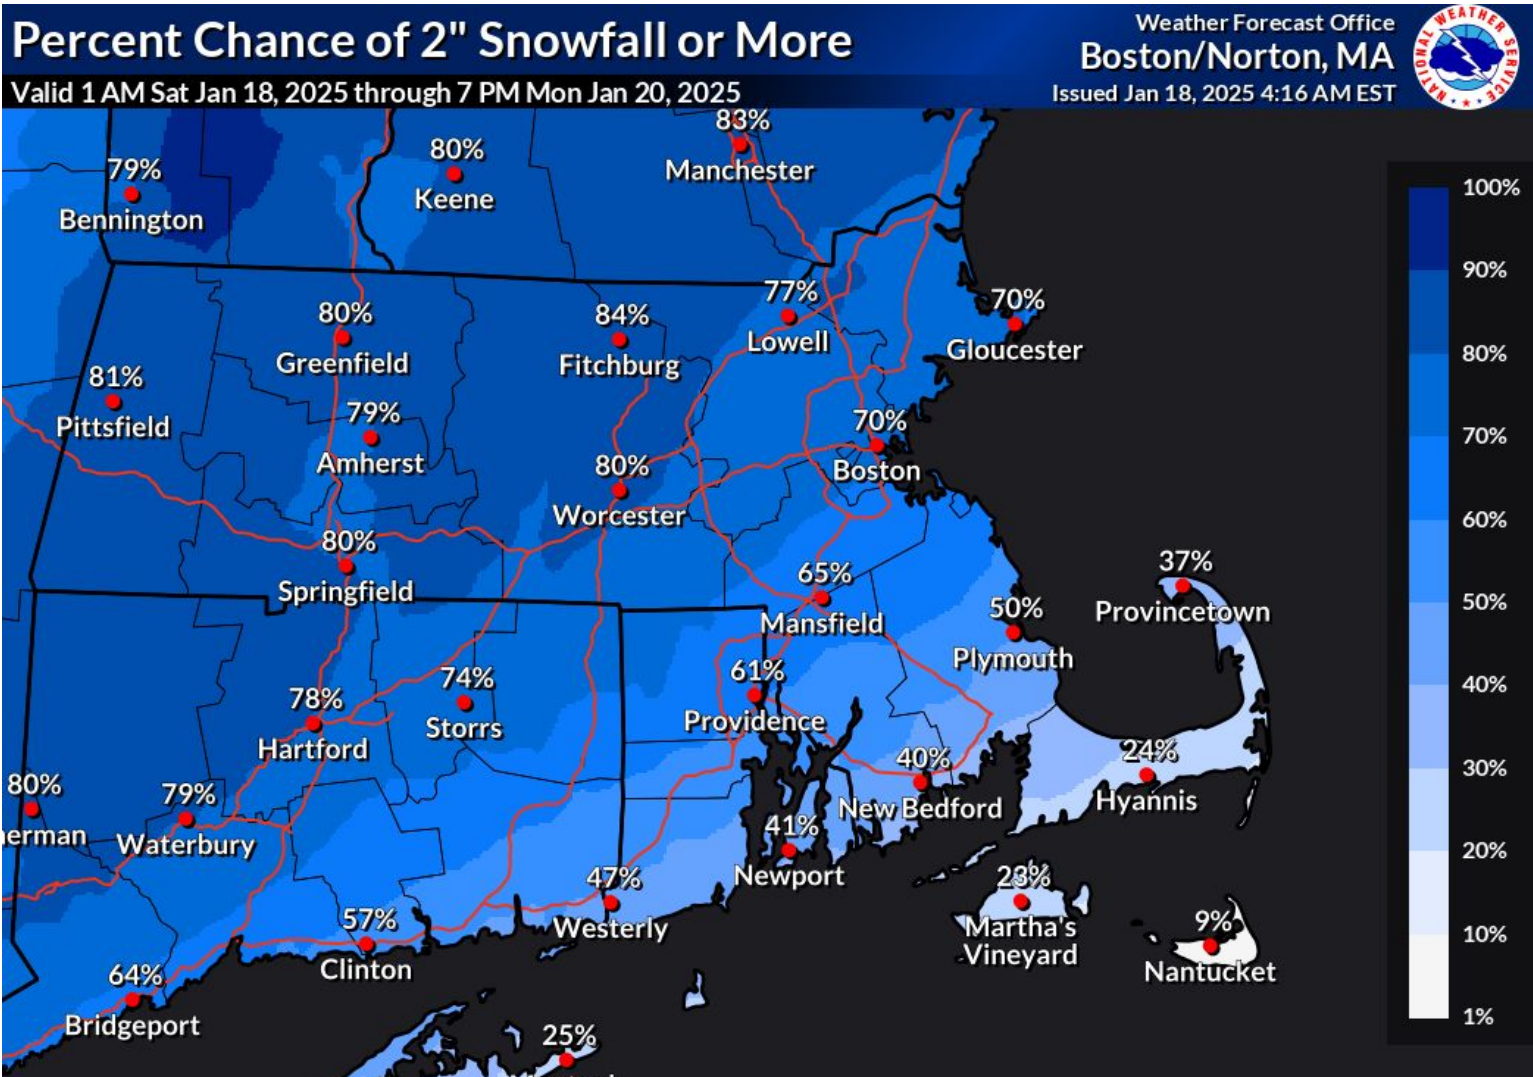 Percent Chance of 2" Snowfall or More
Valid 1 AM Sat Jan 18, 2025 through 7 PM Mon Jan 20, 2025
Weather Forecast Office
Boston/Norton, MA
Issued Jan 18, 2025 4:16 AM EST
NATIONAL WEATHER SERVICE
83%
Manchester
80%
Keene
79%
Bennington
100%
90%
80%
70%
60%
50%
40%
30%
20%
10%
1%
77%
Lowell
70%
Gloucester
80%
Greenfield
84%
Fitchburg
81%
Pittsfield
79%
Amherst
70%
Boston
80%
Worcester
80%
Springfield
65%
Mansfield
37%
Provincetown
50%
Plymouth
61%
Providence
74%
Storrs
78%
Hartford
40%
New Bedford
24%
Hyannis
80%
herman
79%
Waterbury
41%
Newport
47%
Westerly
23%
Martha's
Vineyard
9%
Nantucket
57%
Clinton
64%
Bridgeport
25%